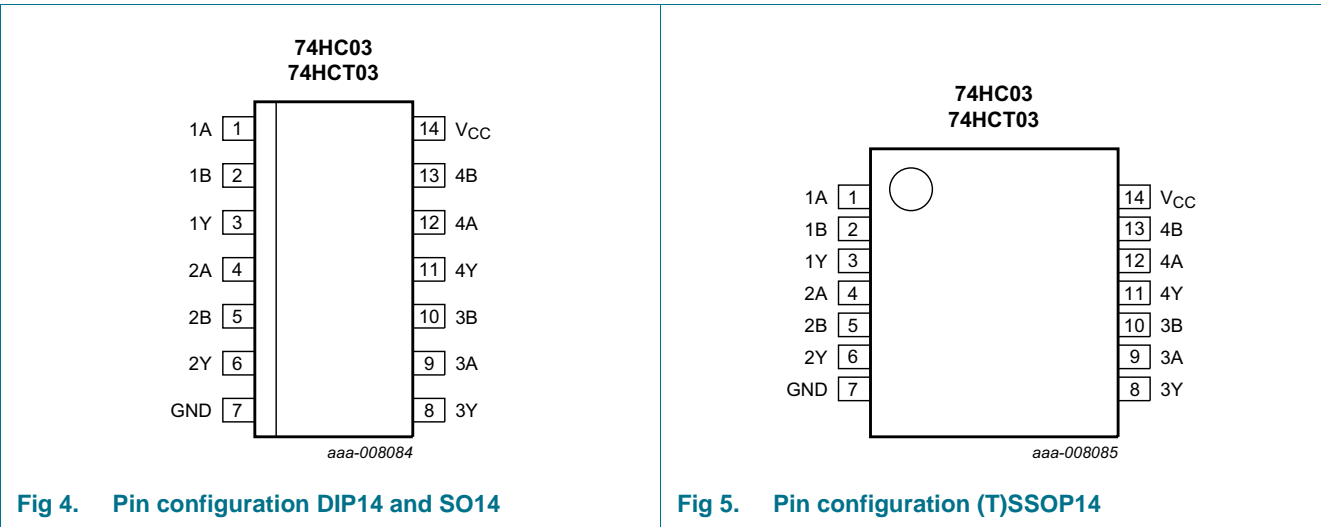 74HC03
74HCT03
1A 1 14 VCC
1B 2 13 4B
1Y 3 12 4A
2A 4 11 4Y
2B 5 10 3B
2Y 6 9 3A
GND 7 8 3Y
aaa-008084
Fig 4. Pin configuration DIP14 and SO14
74HC03
74HCT03
1A 1 14 VCC
1B 2 13 4B
1Y 3 12 4A
2A 4 11 4Y
2B 5 10 3B
2Y 6 9 3A
GND 7 8 3Y
aaa-008085
Fig 5. Pin configuration (T)SSOP14